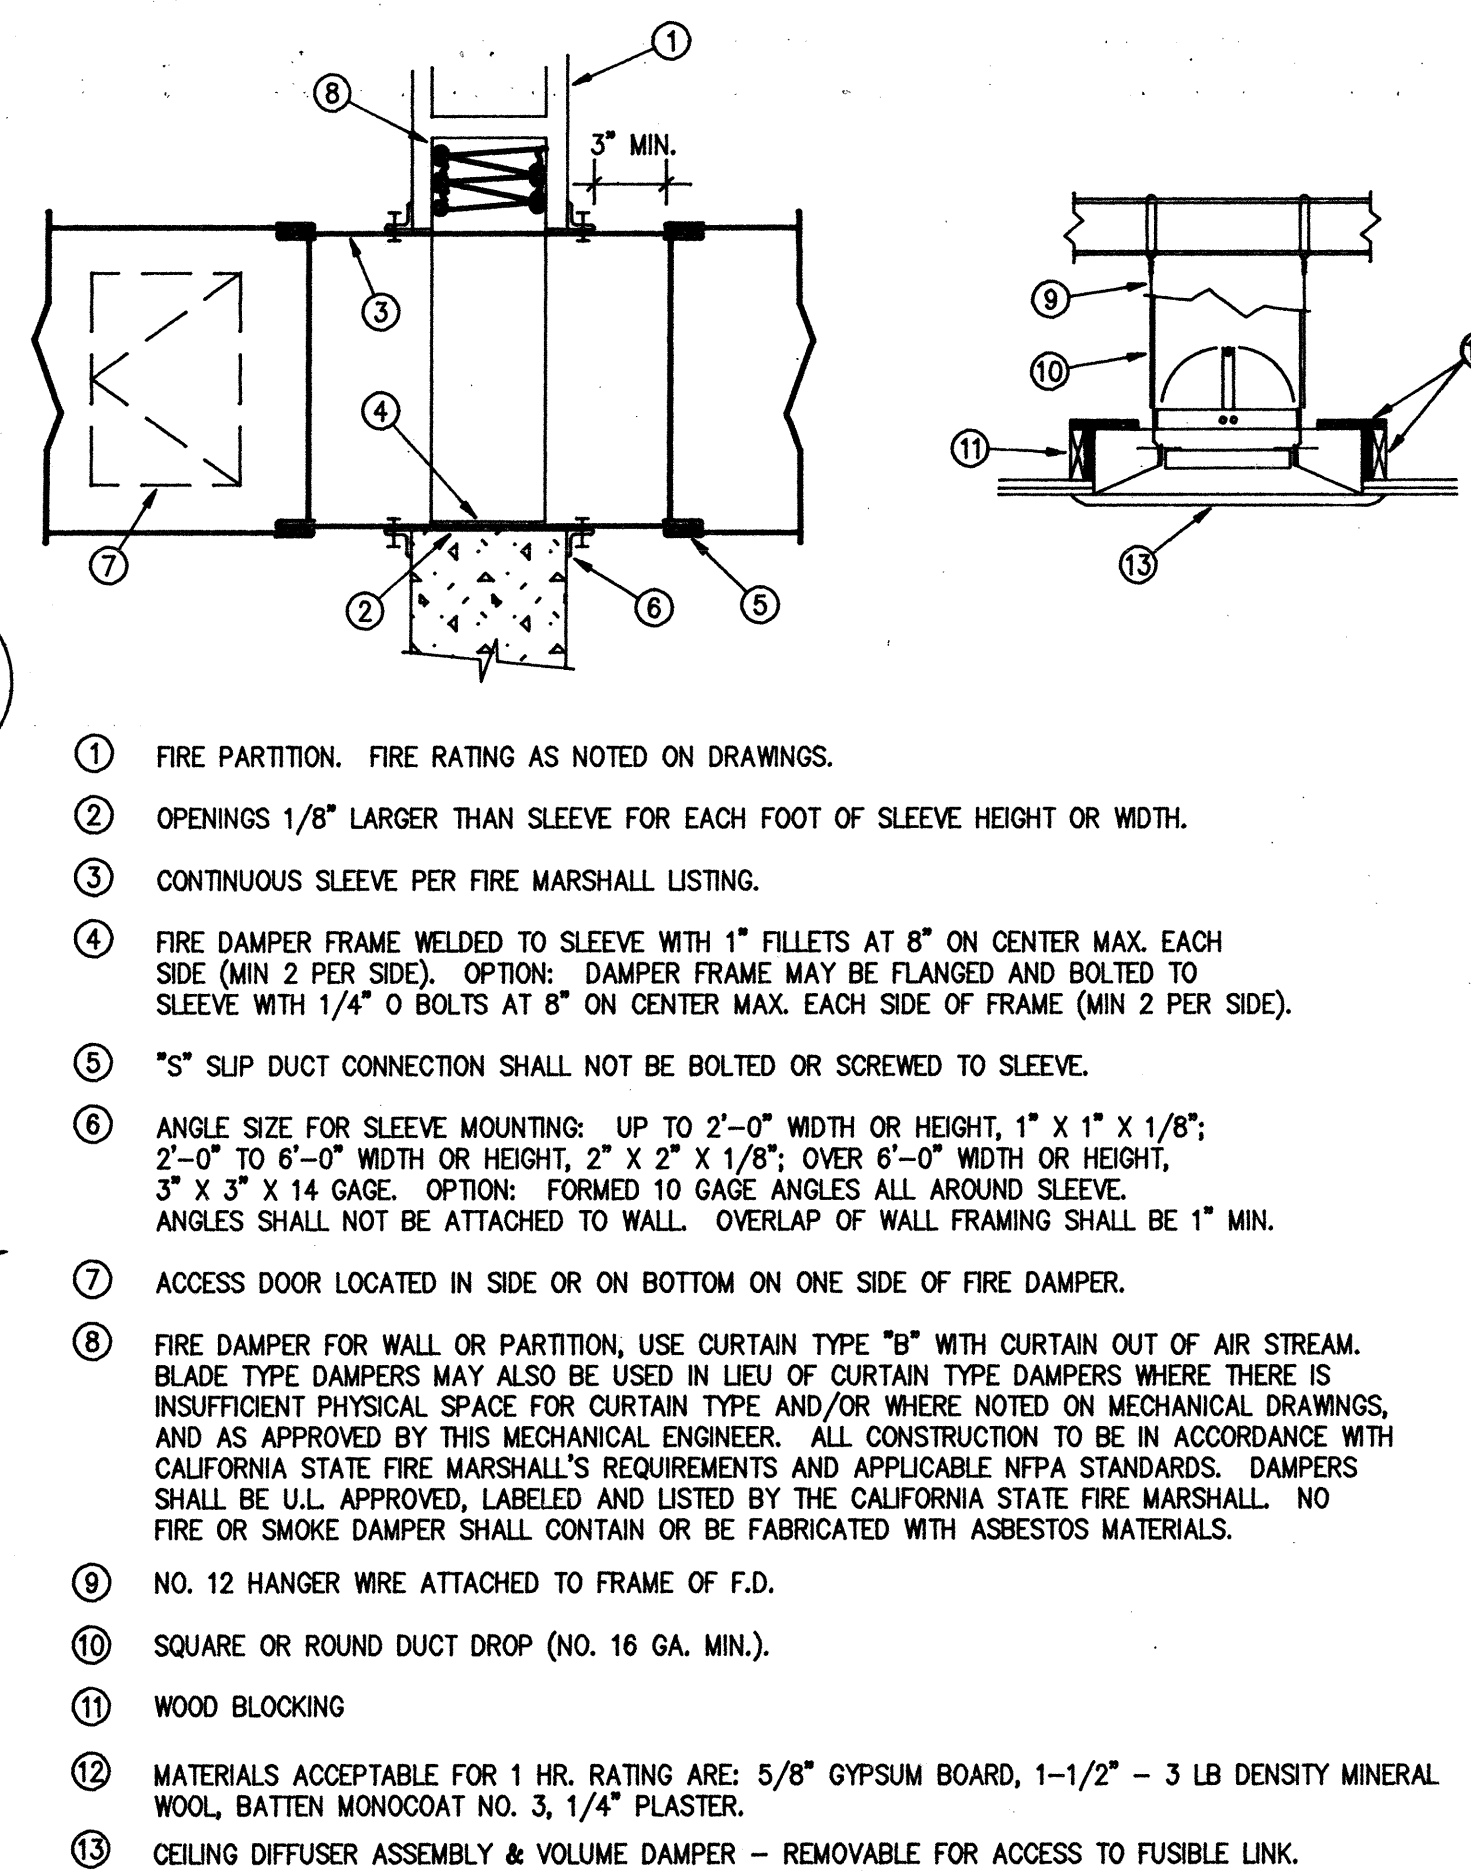 1
8
3" MIN.
3
9
10
4
11
7
2
6
5
13
1 FIRE PARTITION. FIRE RATING AS NOTED ON DRAWINGS.
2 OPENINGS 1/8" LARGER THAN SLEEVE FOR EACH FOOT OF SLEEVE HEIGHT OR WIDTH.
3 CONTINUOUS SLEEVE PER FIRE MARSHALL LISTING.
4 FIRE DAMPER FRAME WELDED TO SLEEVE WITH 1" FILLETS AT 8" ON CENTER MAX. EACH
SIDE (MIN 2 PER SIDE). OPTION: DAMPER FRAME MAY BE FLANGED AND BOLTED TO
SLEEVE WITH 1/4" O BOLTS AT 8" ON CENTER MAX. EACH SIDE OF FRAME (MIN 2 PER SIDE).
5 "S" SLIP DUCT CONNECTION SHALL NOT BE BOLTED OR SCREWED TO SLEEVE.
6 ANGLE SIZE FOR SLEEVE MOUNTING: UP TO 2'-0" WIDTH OR HEIGHT, 1" X 1" X 1/8";
2'-0" TO 6'-0" WIDTH OR HEIGHT, 2" X 2" X 1/8"; OVER 6'-0" WIDTH OR HEIGHT,
3" X 3" X 14 GAGE. OPTION: FORMED 10 GAGE ANGLES ALL AROUND SLEEVE.
ANGLES SHALL NOT BE ATTACHED TO WALL. OVERLAP OF WALL FRAMING SHALL BE 1" MIN.
7 ACCESS DOOR LOCATED IN SIDE OR ON BOTTOM ON ONE SIDE OF FIRE DAMPER.
8 FIRE DAMPER FOR WALL OR PARTITION, USE CURTAIN TYPE "B" WITH CURTAIN OUT OF AIR STREAM.
BLADE TYPE DAMPERS MAY ALSO BE USED IN LIEU OF CURTAIN TYPE DAMPERS WHERE THERE IS
INSUFFICIENT PHYSICAL SPACE FOR CURTAIN TYPE AND/OR WHERE NOTED ON MECHANICAL DRAWINGS,
AND AS APPROVED BY THIS MECHANICAL ENGINEER. ALL CONSTRUCTION TO BE IN ACCORDANCE WITH
CALIFORNIA STATE FIRE MARSHALL'S REQUIREMENTS AND APPLICABLE NFPA STANDARDS. DAMPERS
SHALL BE U.L. APPROVED, LABELED AND LISTED BY THE CALIFORNIA STATE FIRE MARSHALL. NO
FIRE OR SMOKE DAMPER SHALL CONTAIN OR BE FABRICATED WITH ASBESTOS MATERIALS.
9 NO. 12 HANGER WIRE ATTACHED TO FRAME OF F.D.
10 SQUARE OR ROUND DUCT DROP (NO. 16 GA. MIN.).
11 WOOD BLOCKING
12 MATERIALS ACCEPTABLE FOR 1 HR. RATING ARE: 5/8" GYPSUM BOARD, 1-1/2" - 3 LB DENSITY MINERAL
WOOL, BATTEN MONOCOAT NO. 3, 1/4" PLASTER.
13 CEILING DIFFUSER ASSEMBLY & VOLUME DAMPER - REMOVABLE FOR ACCESS TO FUSIBLE LINK.